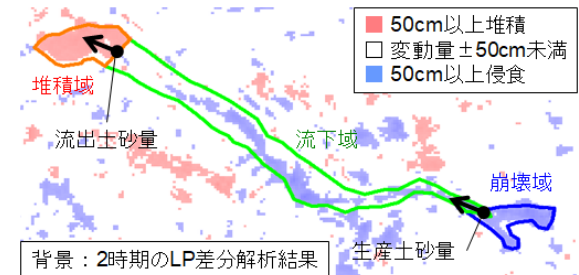 50cm以上堆積
変動量±50cm未満
50cm以上侵食
堆積域
流出土砂量
流下域
崩壊域
生産土砂量
背景：2時期のLP差分解析結果